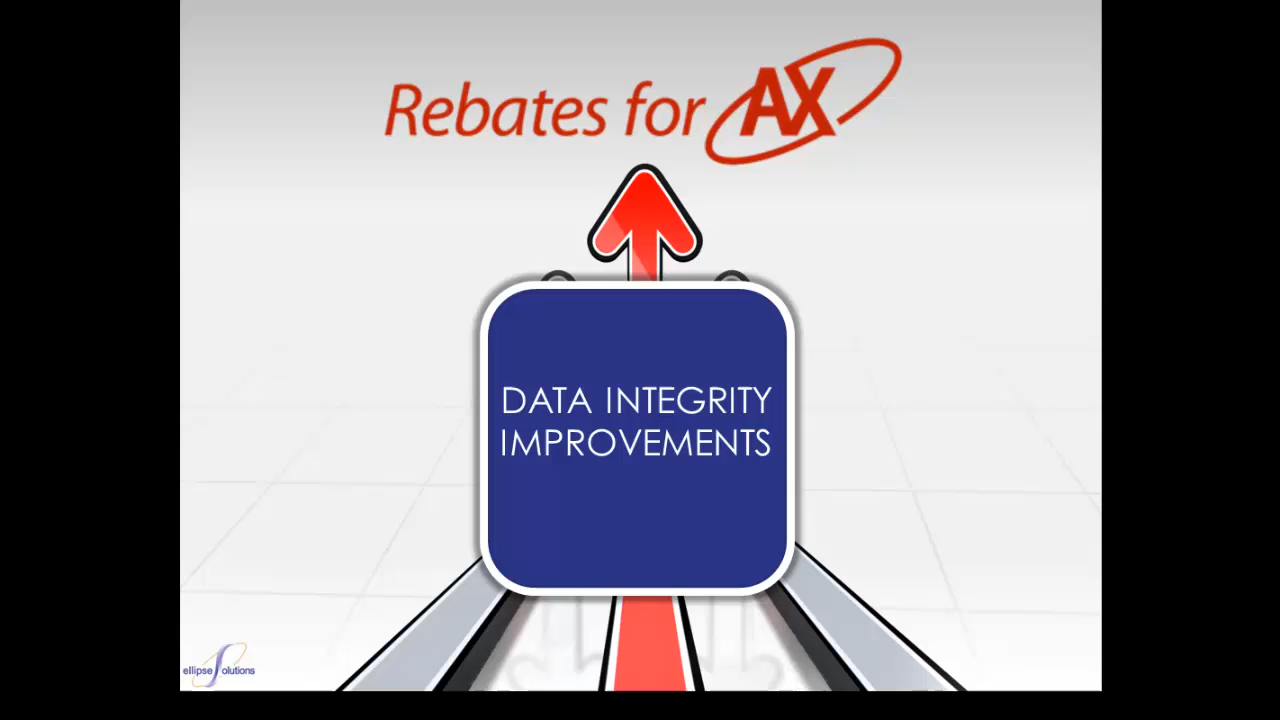 Rebates for AX
DATA INTEGRITY
IMPROVEMENTS
ellipse Solutions